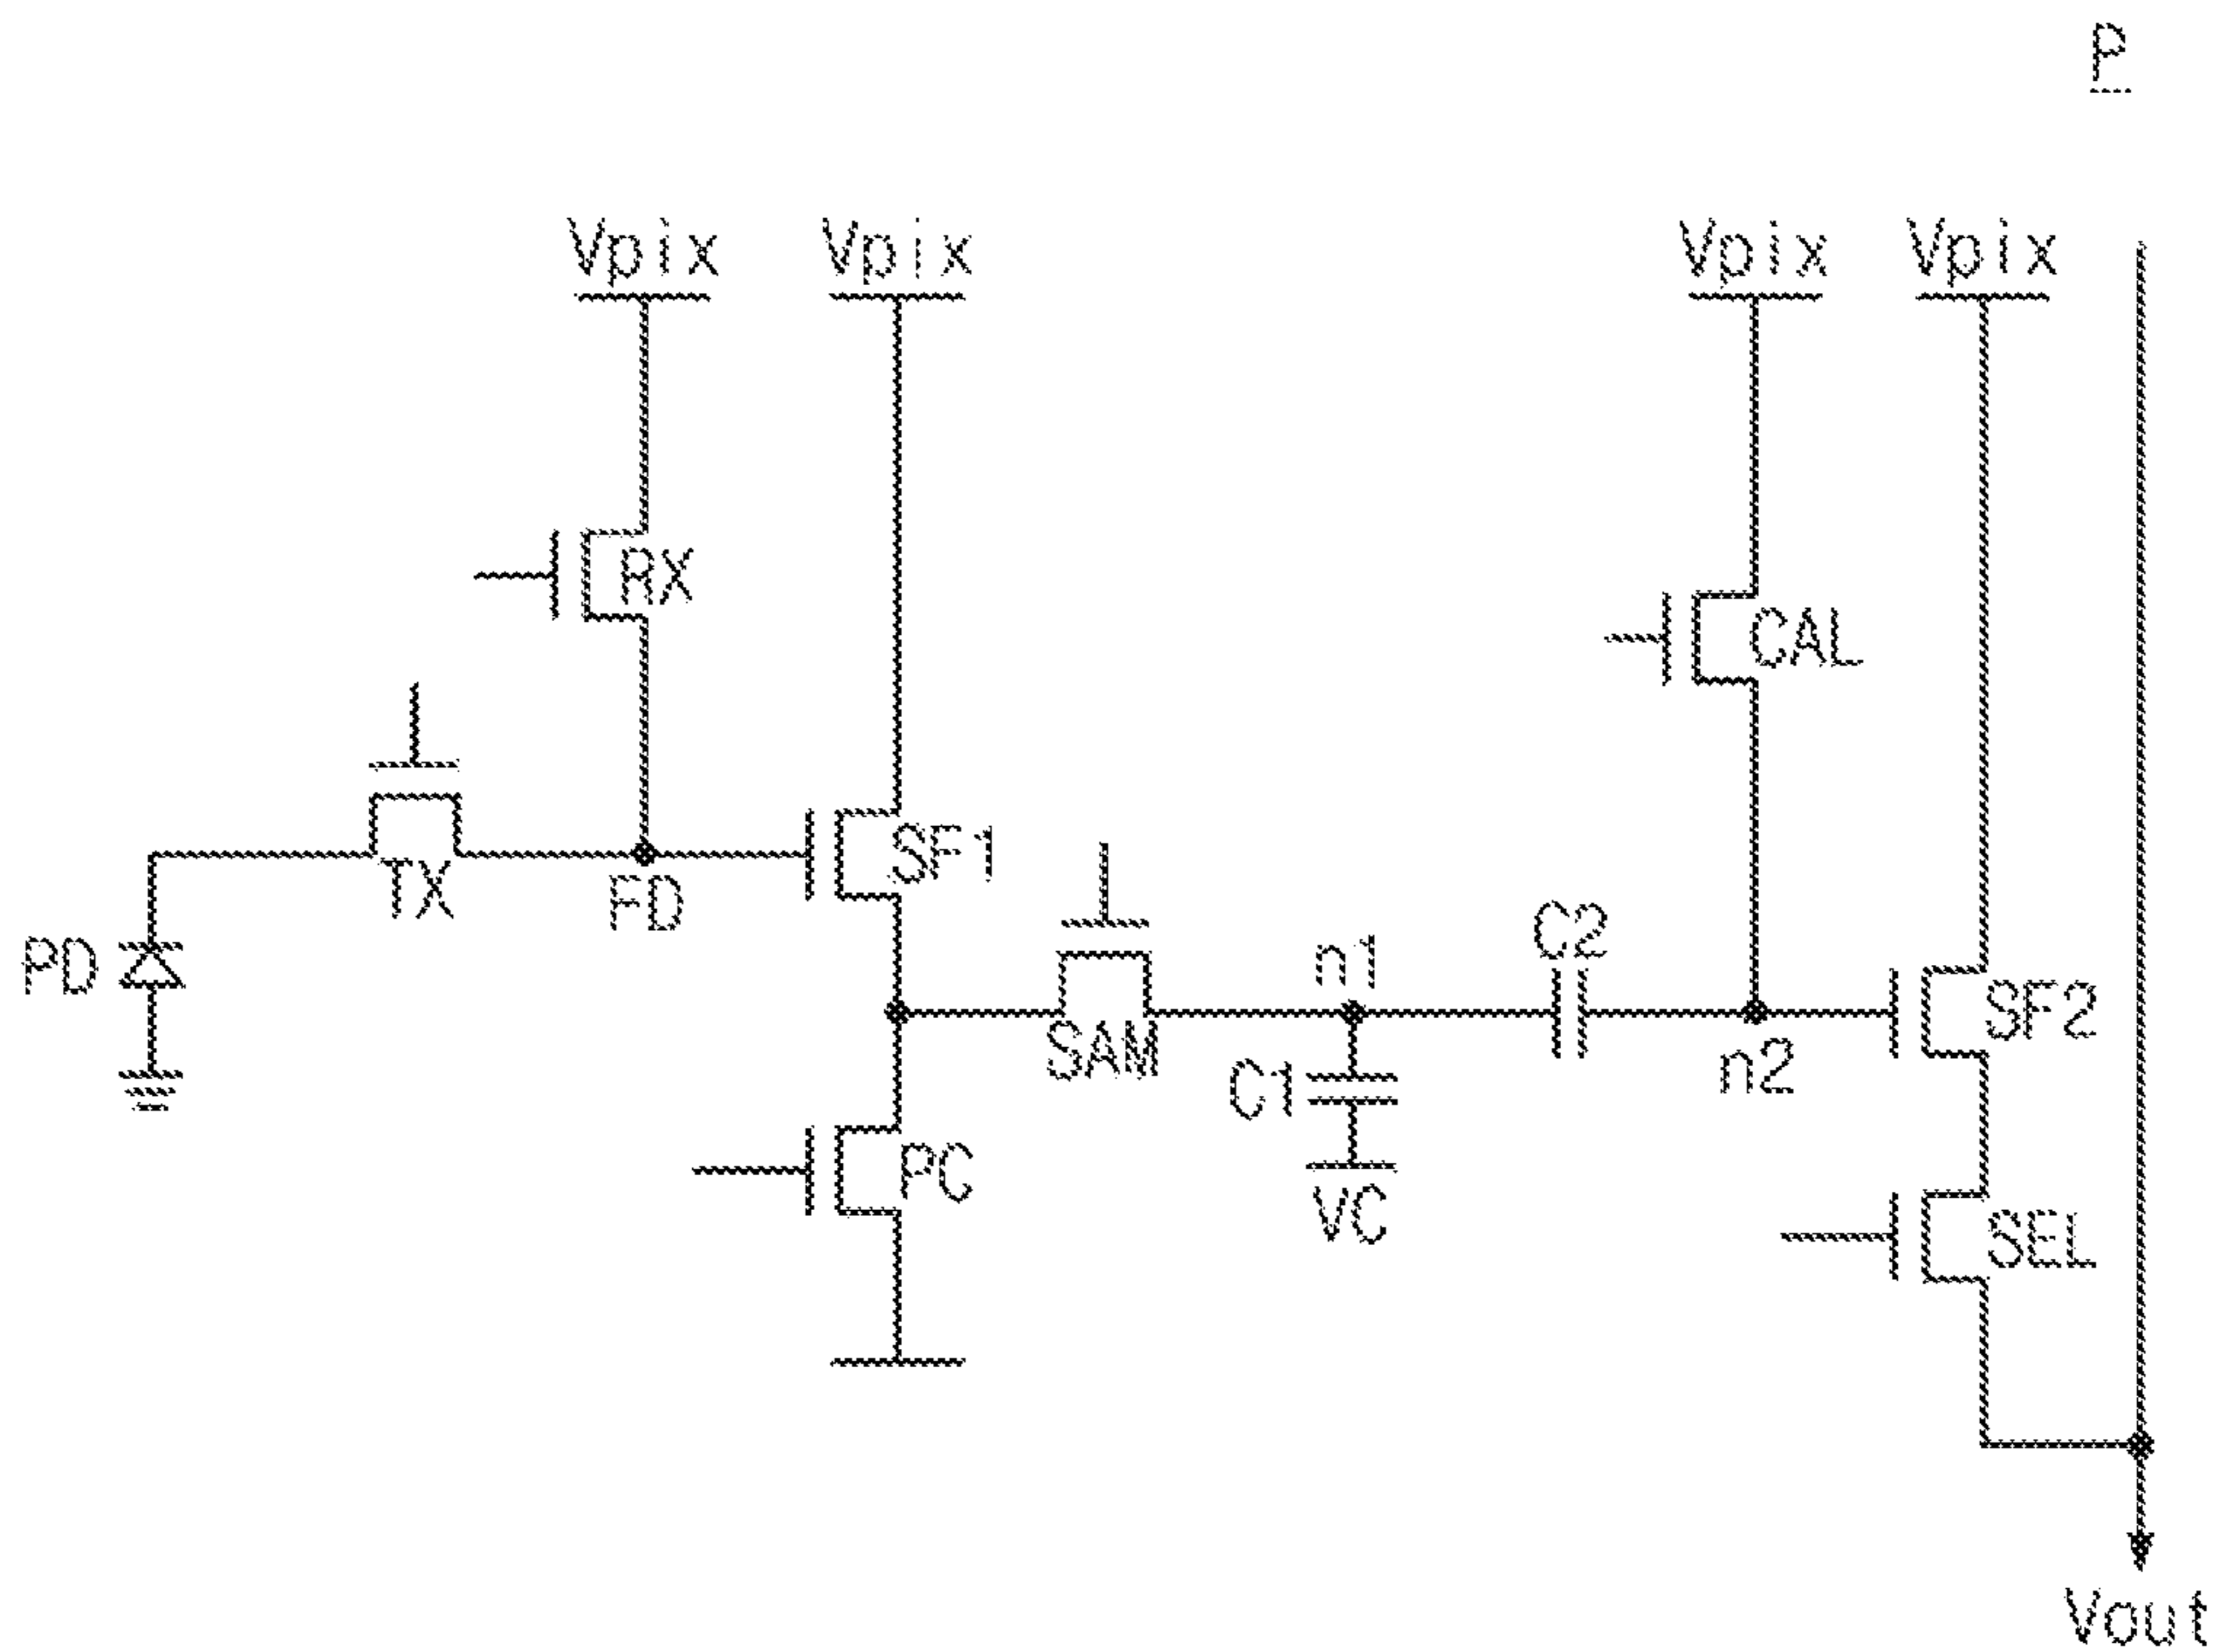 P
Vpix Vpix Vpix Vpix
RX
CAL
SF1
TX
FD
PD
C2
n1
SF2
SAM
n2
C1
PC
VC
SEL
Vout